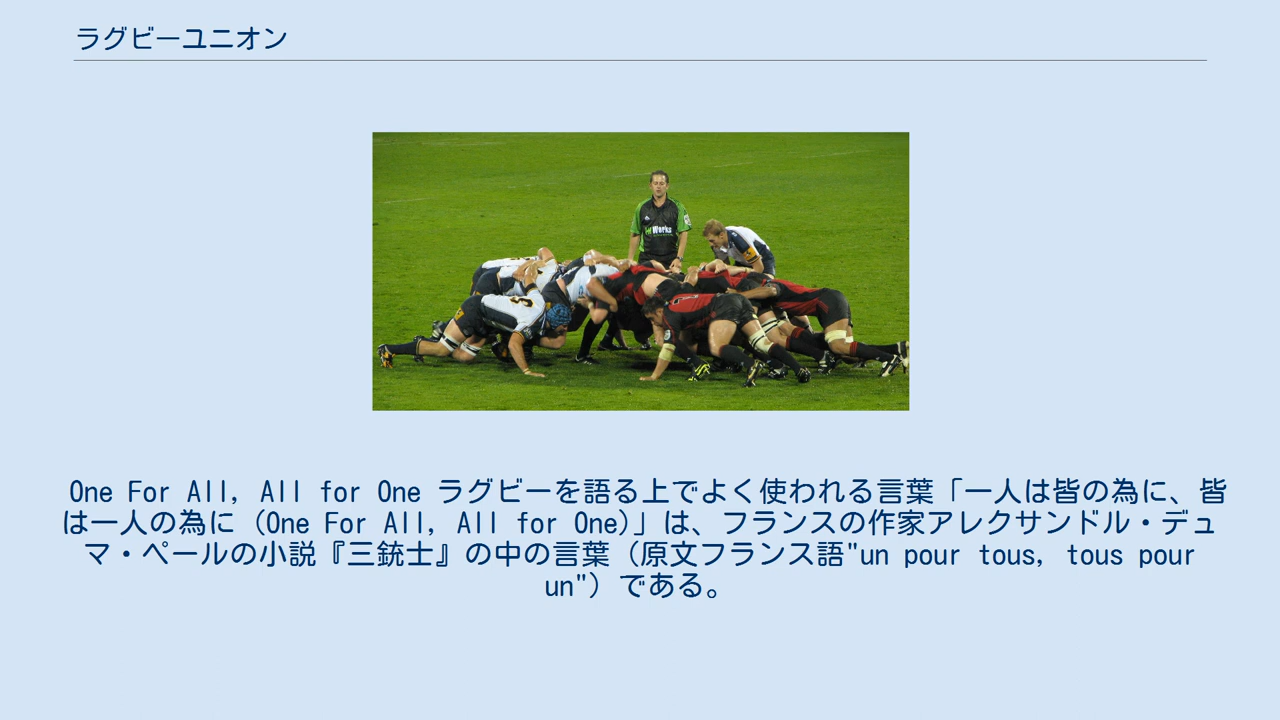 ラグビーユニオン
Works
5
1
One For All, All for One ラグビーを語る上でよく使われる言葉「一人は皆の為に、皆
は一人の為に (One For All, All for One)」は、フランスの作家アレクサンドル・デュ
マ・ペールの小説『三銃士』の中の言葉（原文フランス語"un pour tous, tous pour
un"）である。